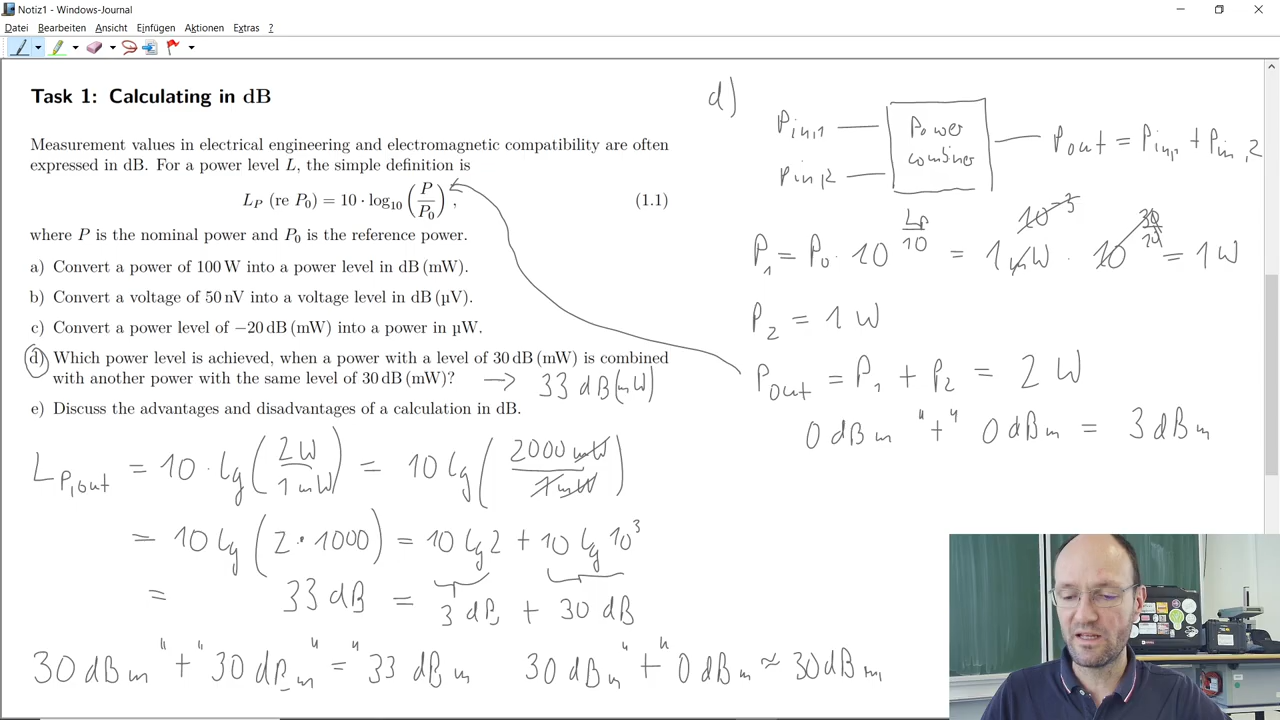 Notiz1 - Windows-Journal
Datei Bearbeiten Ansicht Einfügen Aktionen Extras ?
Task 1: Calculating in dB
Measurement values in electrical engineering and electromagnetic compatibility are often
expressed in dB. For a power level L, the simple definition is
L_P (re P_0) = 10 · log_10 (P/P_0), (1.1)
where P is the nominal power and P_0 is the reference power.
a) Convert a power of 100 W into a power level in dB (mW).
b) Convert a voltage of 50 nV into a voltage level in dB (µV).
c) Convert a power level of −20 dB (mW) into a power in µW.
d) Which power level is achieved, when a power with a level of 30 dB (mW) is combined
with another power with the same level of 30 dB (mW)? → 33 dB(mW)
e) Discuss the advantages and disadvantages of a calculation in dB.
L_P,out = 10 · lg (2W/1mW) = 10 lg (2000 mW/1mW)
= 10 lg (2 · 1000) = 10 lg 2 + 10 lg 10^3
= 33 dB = 3 dB + 30 dB
30 dBm "+" 30 dBm "=" 33 dBm 30 dBm "+" 0 dBm ≈ 30 dBm
d)
P_in,1
P_in,2
Power
combiner
P_out = P_in,1 + P_in,2
P_1 = P_0 · 10^(L_P/10) = 1 mW · 10^(30/10) = 1 W
10^-3
P_2 = 1 W
P_out = P_1 + P_2 = 2 W
0 dBm "+" 0 dBm = 3 dBm